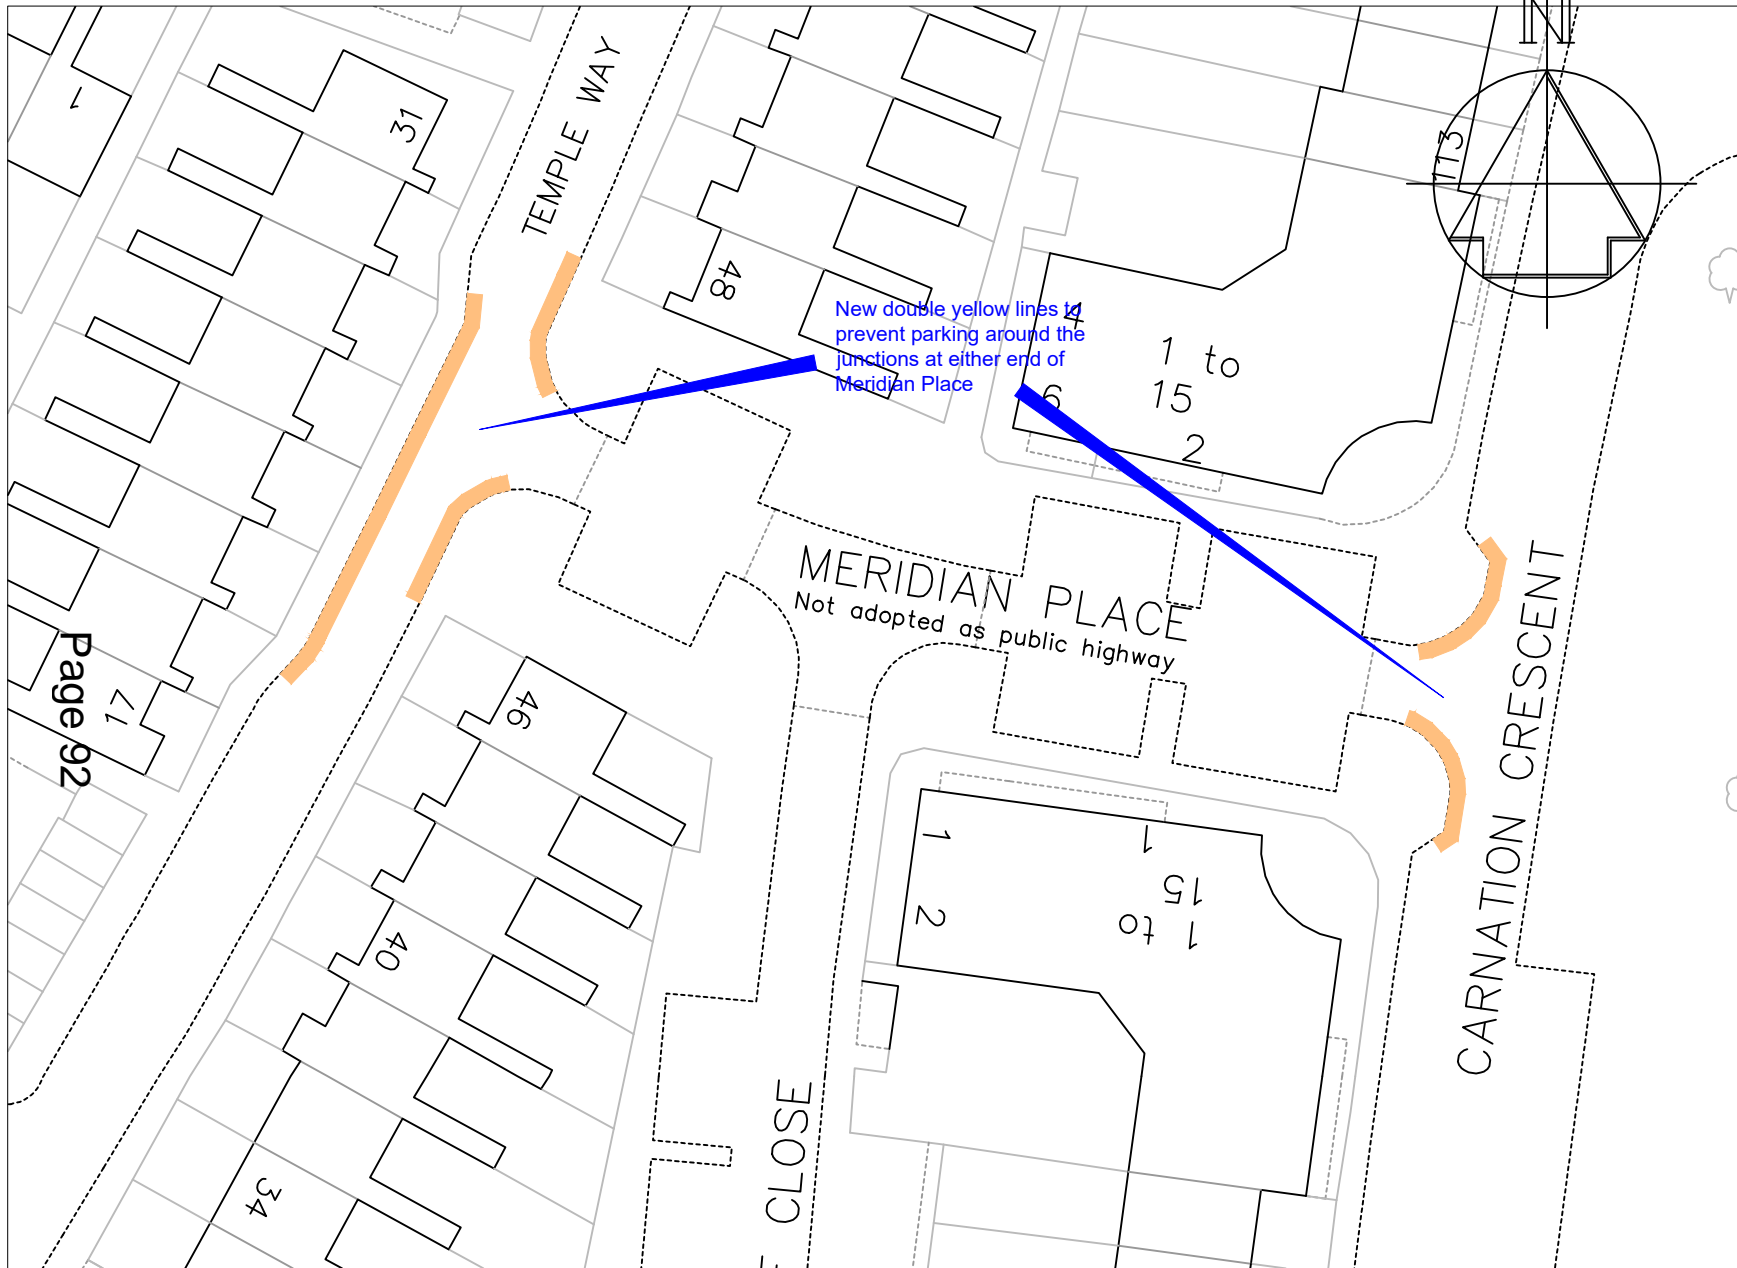 N
1
31
TEMPLE WAY
113
48
New double yellow lines to
prevent parking around the
junctions at either end of
Meridian Place
4
1 to
15
6
2
MERIDIAN PLACE
Not adopted as public highway
CARNATION CRESCENT
Page 92
17
46
1
2
1
1 to
15
40
34
CLOSE